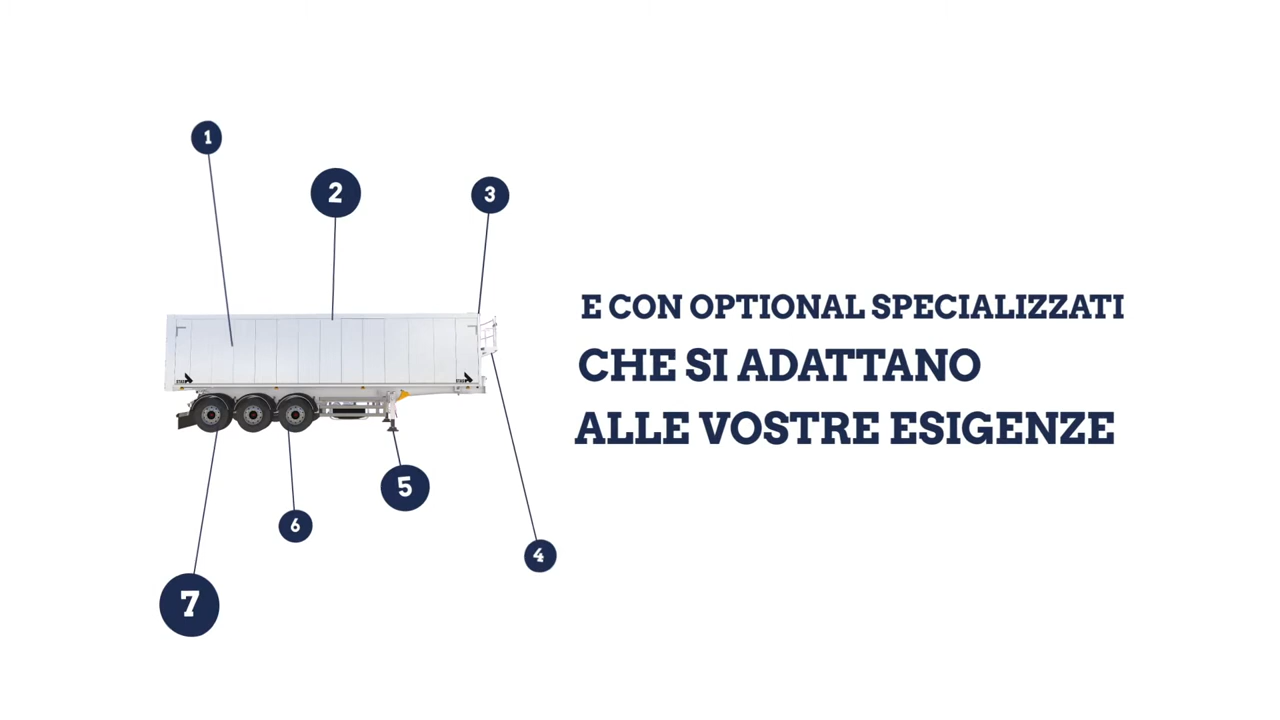 1
2
3
E CON OPTIONAL SPECIALIZZATI
CHE SI ADATTANO
ALLE VOSTRE ESIGENZE
5
6
4
7